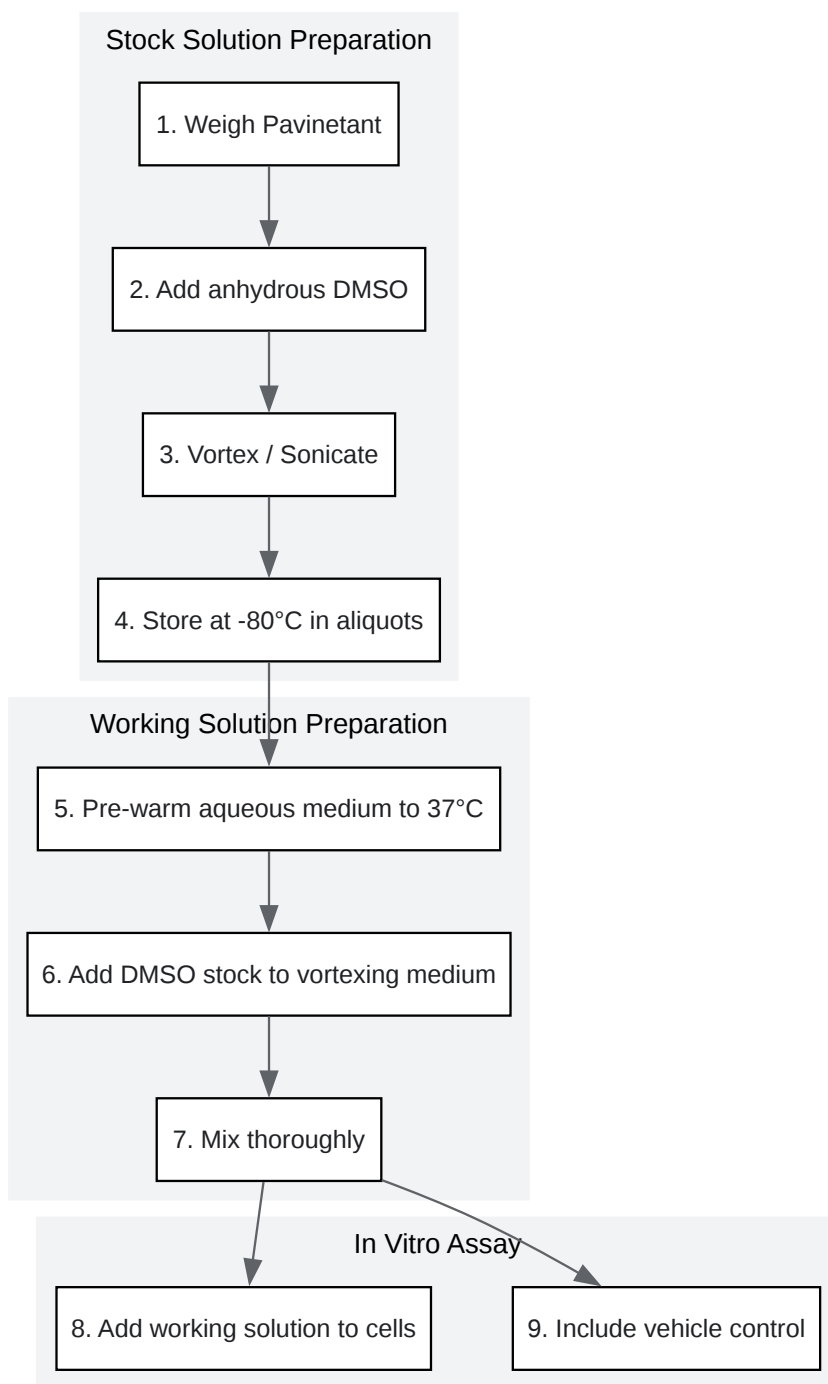 Stock Solution Preparation
1. Weigh Pavinetant
2. Add anhydrous DMSO
3. Vortex / Sonicate
4. Store at -80°C in aliquots
Working Solution Preparation
5. Pre-warm aqueous medium to 37°C
6. Add DMSO stock to vortexing medium
7. Mix thoroughly
In Vitro Assay
8. Add working solution to cells
9. Include vehicle control